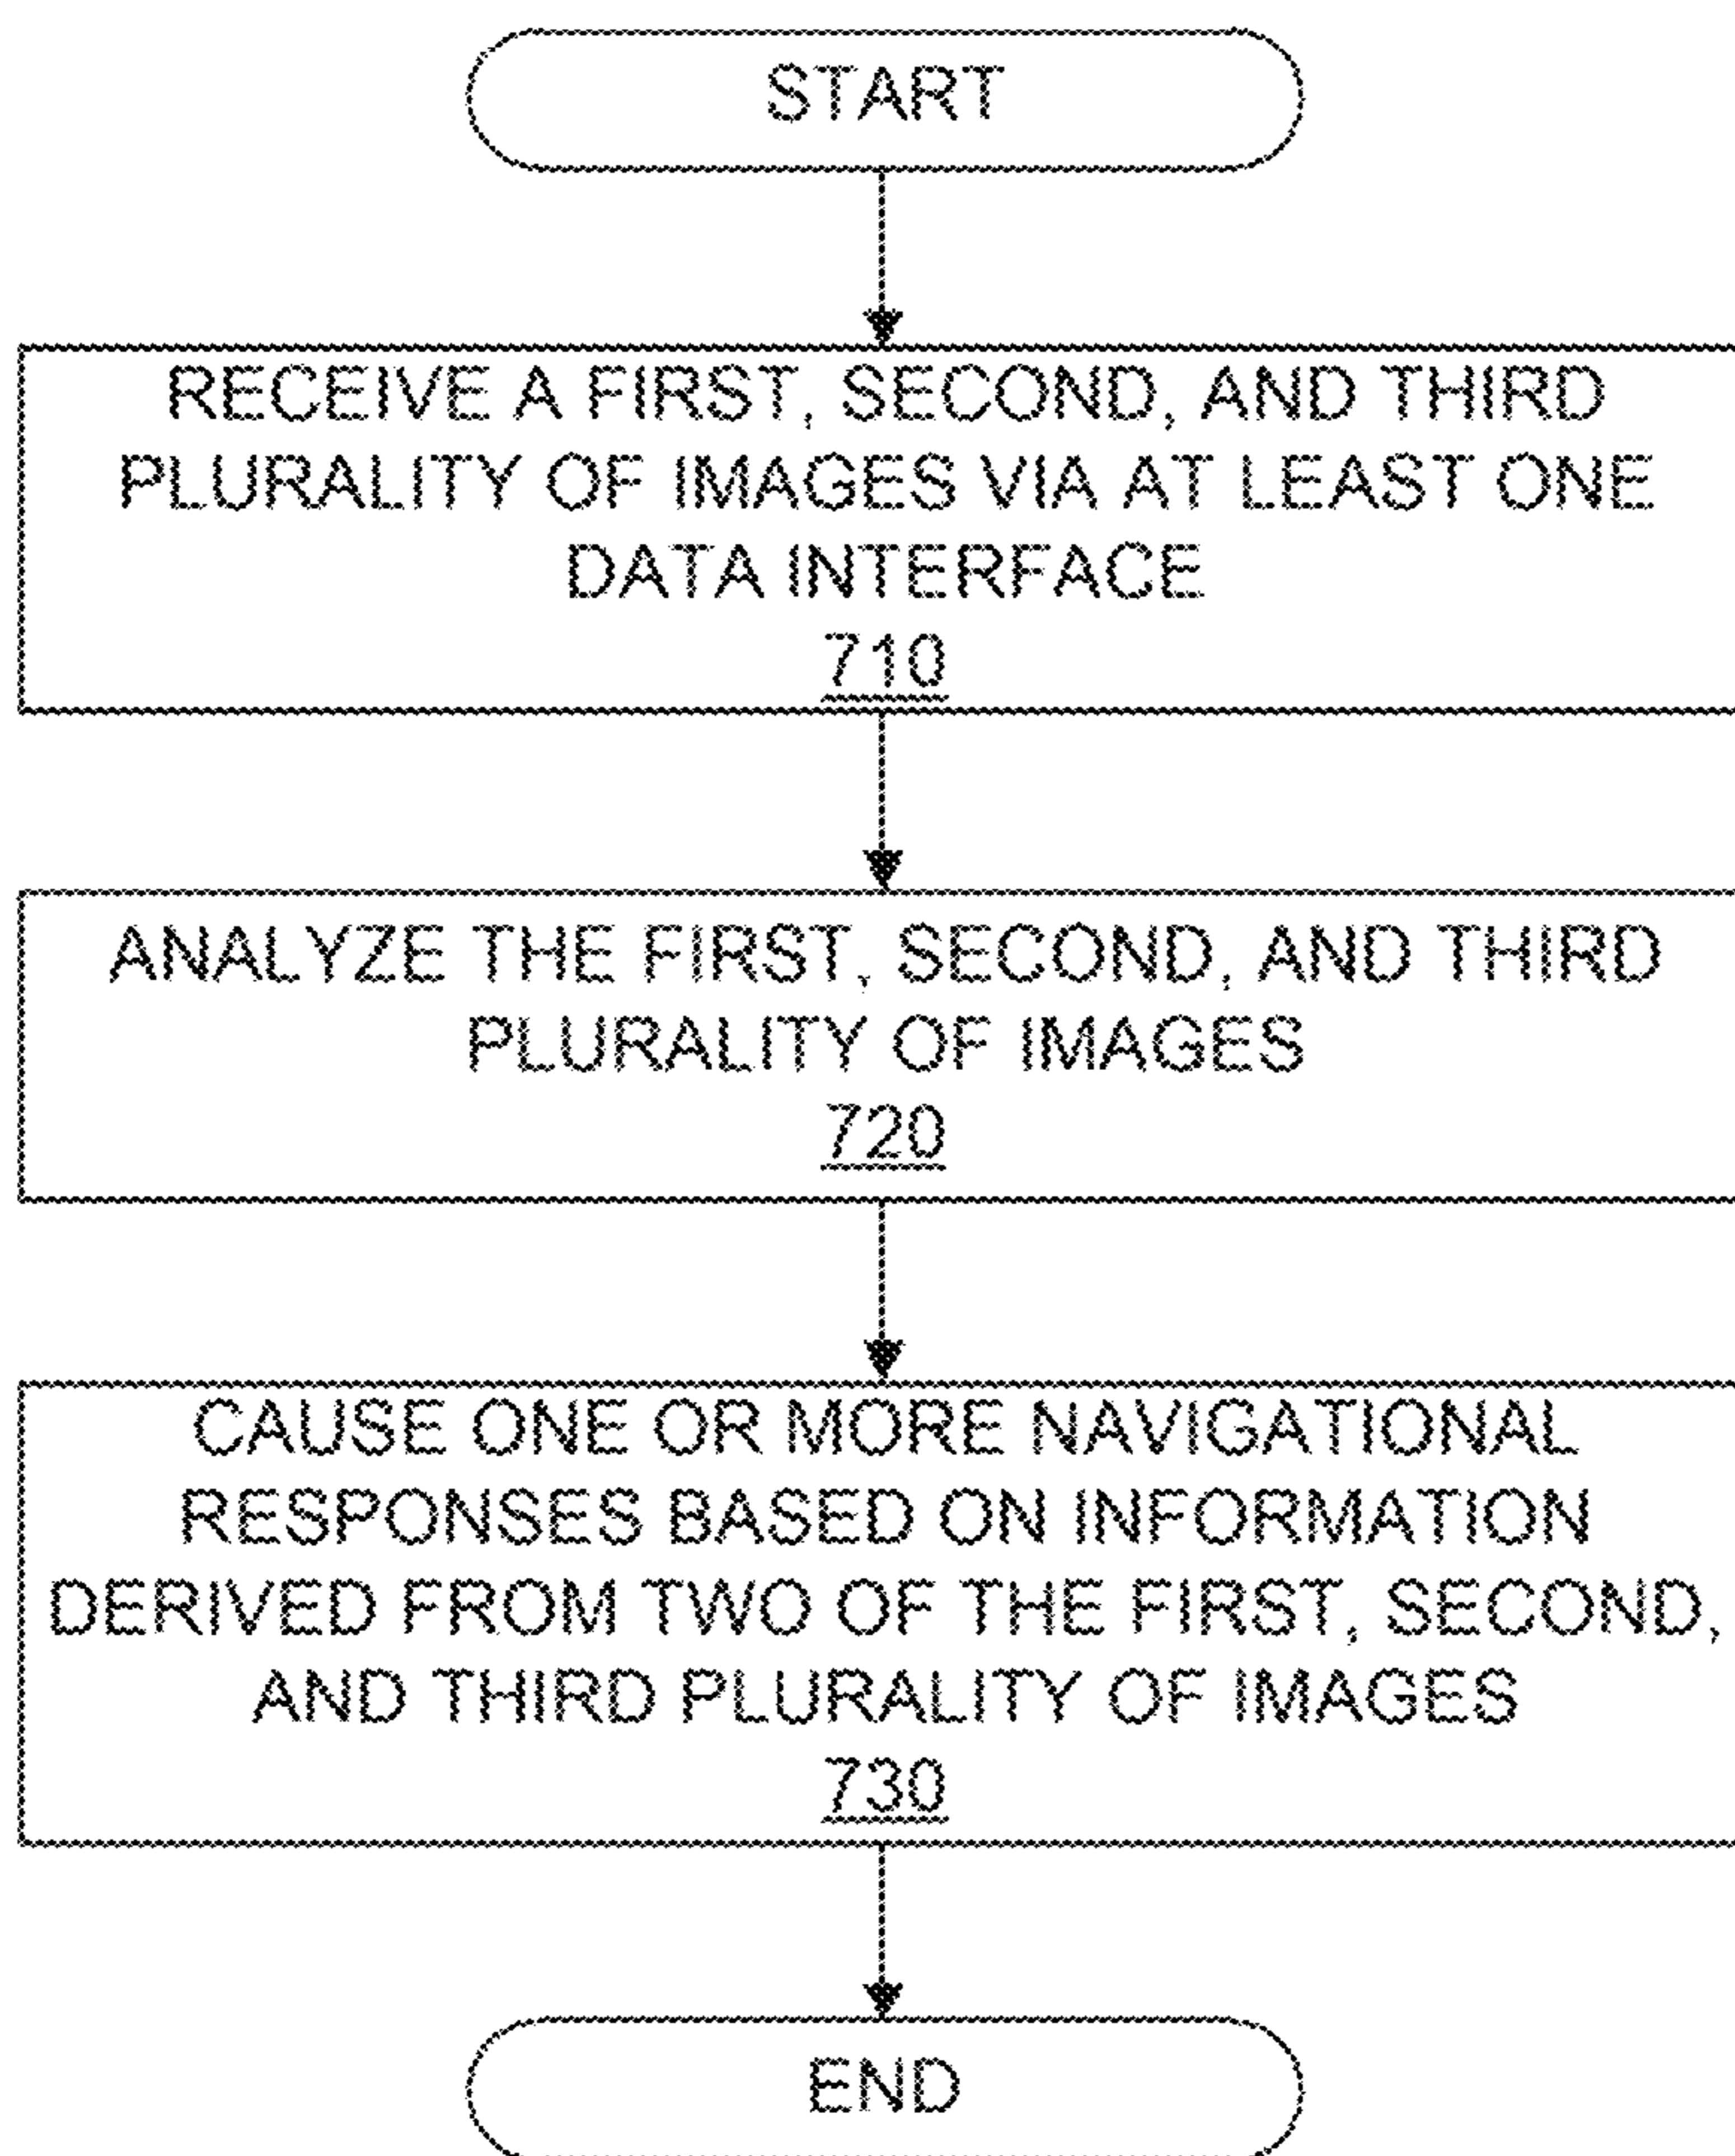 START
RECEIVE A FIRST, SECOND, AND THIRD
PLURALITY OF IMAGES VIA AT LEAST ONE
DATA INTERFACE
710
ANALYZE THE FIRST, SECOND, AND THIRD
PLURALITY OF IMAGES
720
CAUSE ONE OR MORE NAVIGATIONAL
RESPONSES BASED ON INFORMATION
DERIVED FROM TWO OF THE FIRST, SECOND,
AND THIRD PLURALITY OF IMAGES
730
END